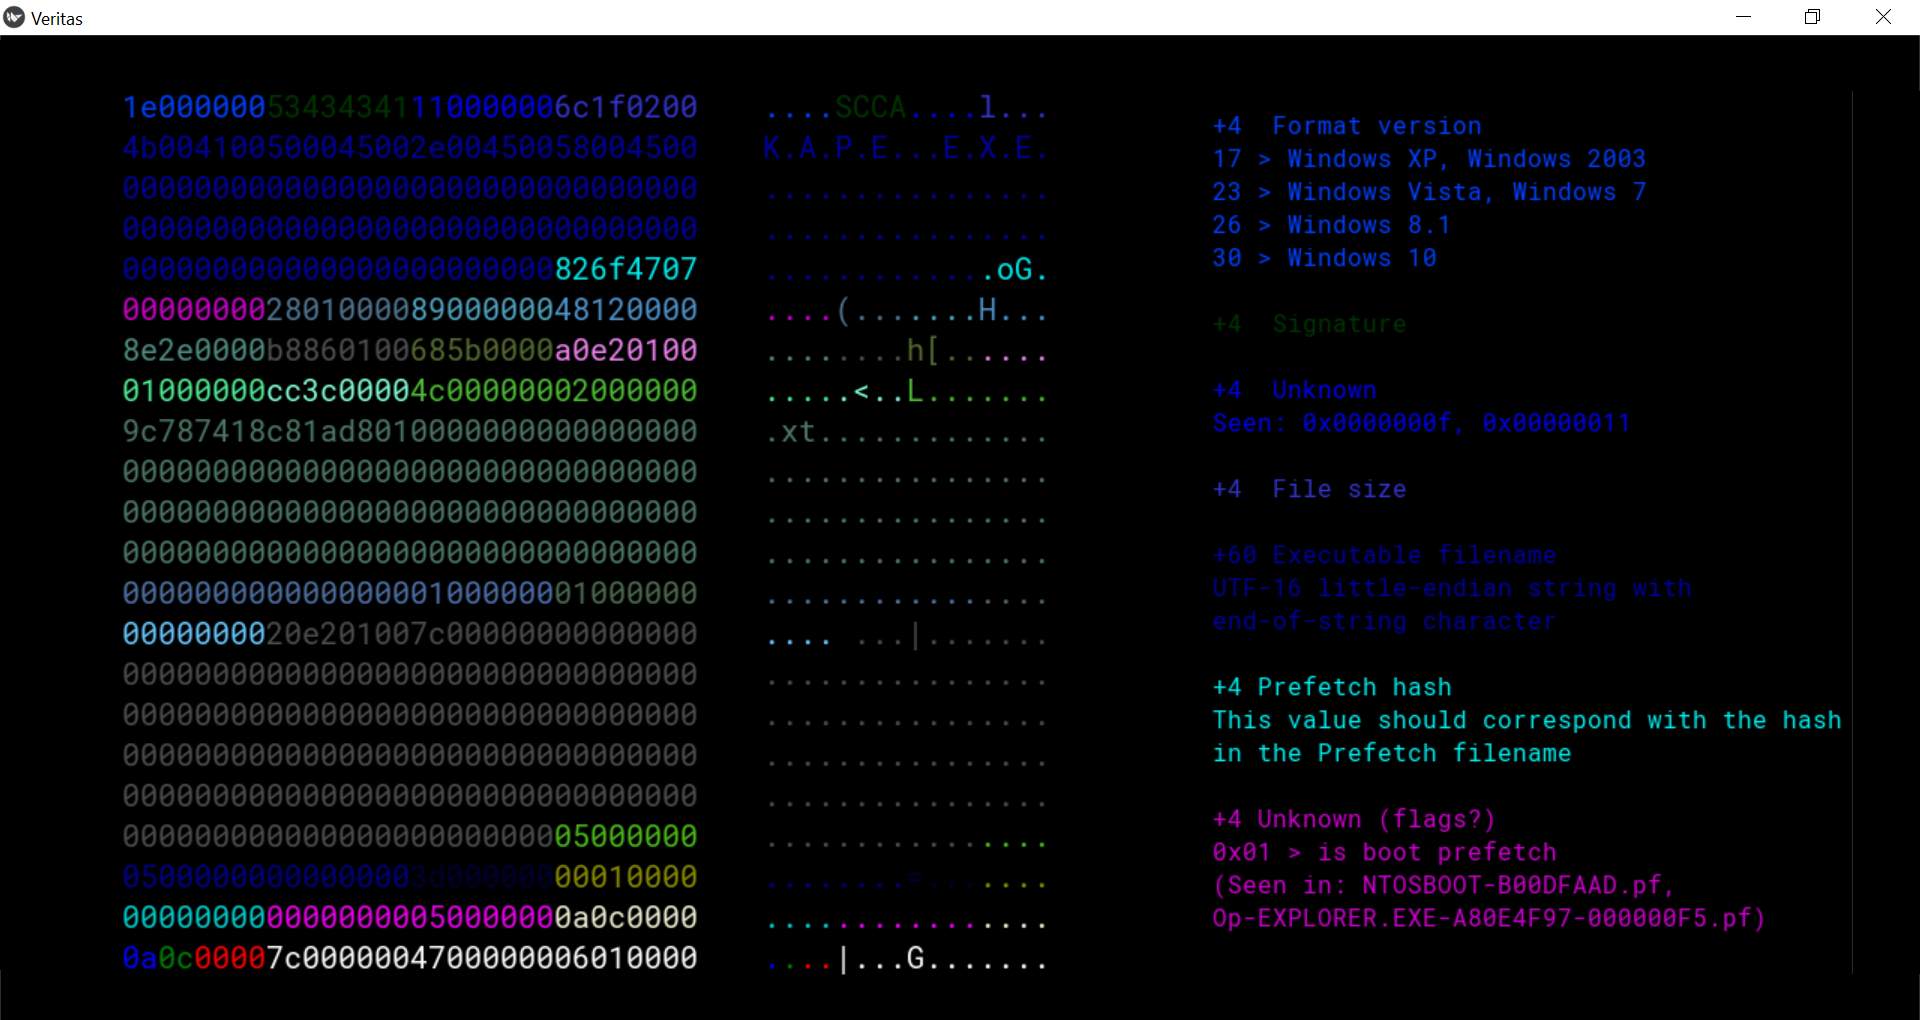 Veritas
1e00000053434341110000006c1f0200
4b004100500045002e00450058004500
00000000000000000000000000000000
00000000000000000000000000000000
000000000000000000000000826f4707
00000000280100008900000048120000
8e2e0000b8860100685b0000a0e20100
01000000cc3c00004c00000002000000
9c787418c81ad8010000000000000000
00000000000000000000000000000000
00000000000000000000000000000000
00000000000000000000000000000000
00000000000000000100000001000000
0000000020e201007c00000000000000
00000000000000000000000000000000
00000000000000000000000000000000
00000000000000000000000000000000
00000000000000000000000000000000
00000000000000000000000005000000
05000000000000003d00000000010000
0000000000000000050000000a0c0000
0a0c00007c0000004700000006010000
....SCCA....l...
K.A.P.E...E.X.E.
................
................
.............oG.
....(.......H...
........h[......
.....<..L.......
.xt.............
................
................
................
................
.... ...|.......
................
................
................
................
................
........=.......
................
....|...G.......
+4  Format version
17 > Windows XP, Windows 2003
23 > Windows Vista, Windows 7
26 > Windows 8.1
30 > Windows 10
+4  Signature
+4  Unknown
Seen: 0x0000000f, 0x00000011
+4  File size
+60 Executable filename
UTF-16 little-endian string with
end-of-string character
+4 Prefetch hash
This value should correspond with the hash
in the Prefetch filename
+4 Unknown (flags?)
0x01 > is boot prefetch
(Seen in: NTOSBOOT-B00DFAAD.pf,
Op-EXPLORER.EXE-A80E4F97-000000F5.pf)